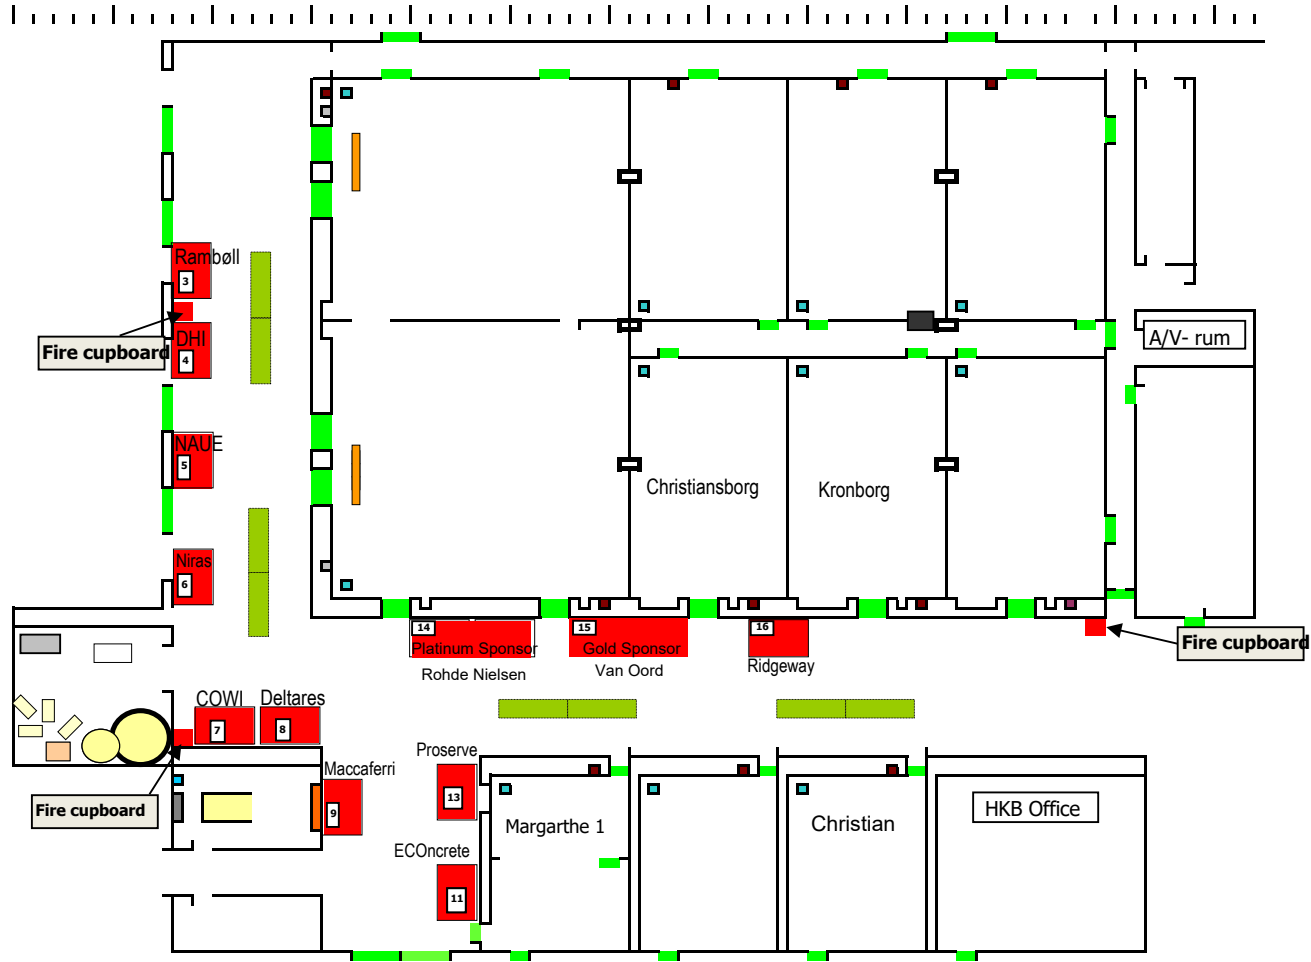 Rambøll
3
Fire cupboard
DHI
4
A/V- rum
NAUE
5
Christiansborg
Kronborg
Niras
6
14
Platinum Sponsor
Rohde Nielsen
15
Gold Sponsor
Van Oord
16
Ridgeway
Fire cupboard
COWI
7
Deltares
8
Fire cupboard
Maccaferri
9
Proserve
13
Margarthe 1
Christian
HKB Office
ECOncrete
11